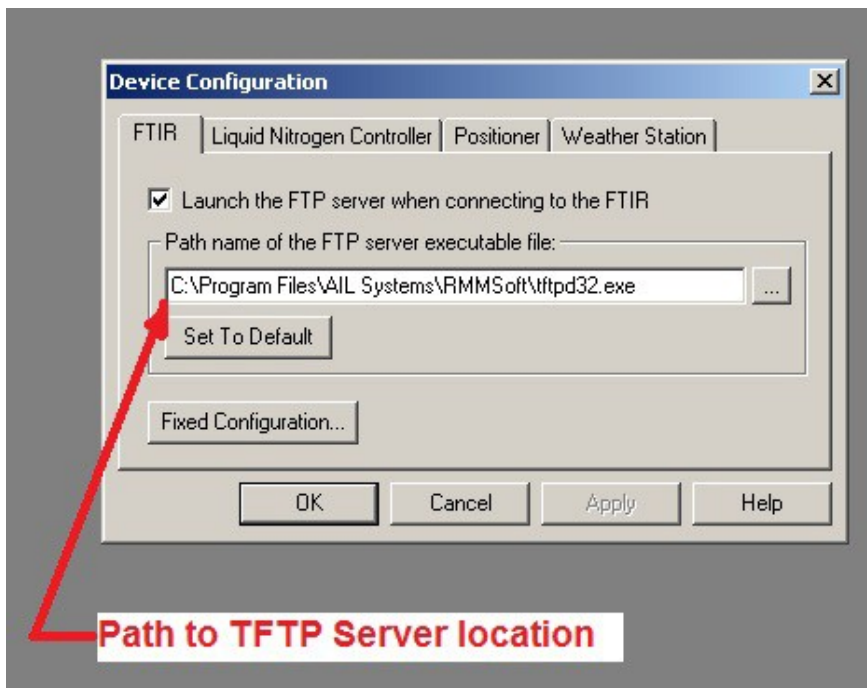 Device Configuration
FTIR Liquid Nitrogen Controller Positioner Weather Station
Launch the FTP server when connecting to the FTIR
Path name of the FTP server executable file:
C:\Program Files\AIL Systems\RMMSoft\tftpd32.exe ...
Set To Default
Fixed Configuration...
OK Cancel Apply Help
Path to TFTP Server location